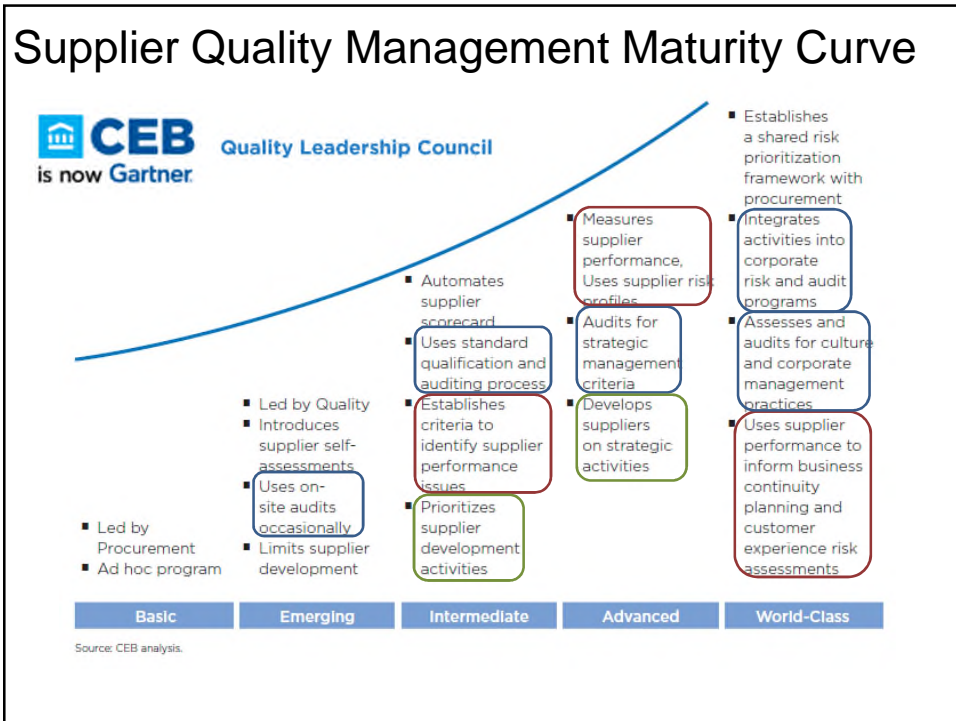 Supplier Quality Management Maturity Curve
CEB
is now Gartner.
Quality Leadership Council
▪ Led by
Procurement
▪ Ad hoc program
▪ Led by Quality
▪ Introduces
supplier self-
assessments
▪ Uses on-
site audits
occasionally
▪ Limits supplier
development
▪ Automates
supplier
scorecard
▪ Uses standard
qualification and
auditing process
▪ Establishes
criteria to
identify supplier
performance
issues
▪ Prioritizes
supplier
development
activities
▪ Measures
supplier
performance,
Uses supplier risk
profiles
▪ Audits for
strategic
management
criteria
▪ Develops
suppliers
on strategic
activities
▪ Establishes
a shared risk
prioritization
framework with
procurement
▪ Integrates
activities into
corporate
risk and audit
programs
▪ Assesses and
audits for culture
and corporate
management
practices
▪ Uses supplier
performance to
inform business
continuity
planning and
customer
experience risk
assessments
Basic
Emerging
Intermediate
Advanced
World-Class
Source: CEB analysis.